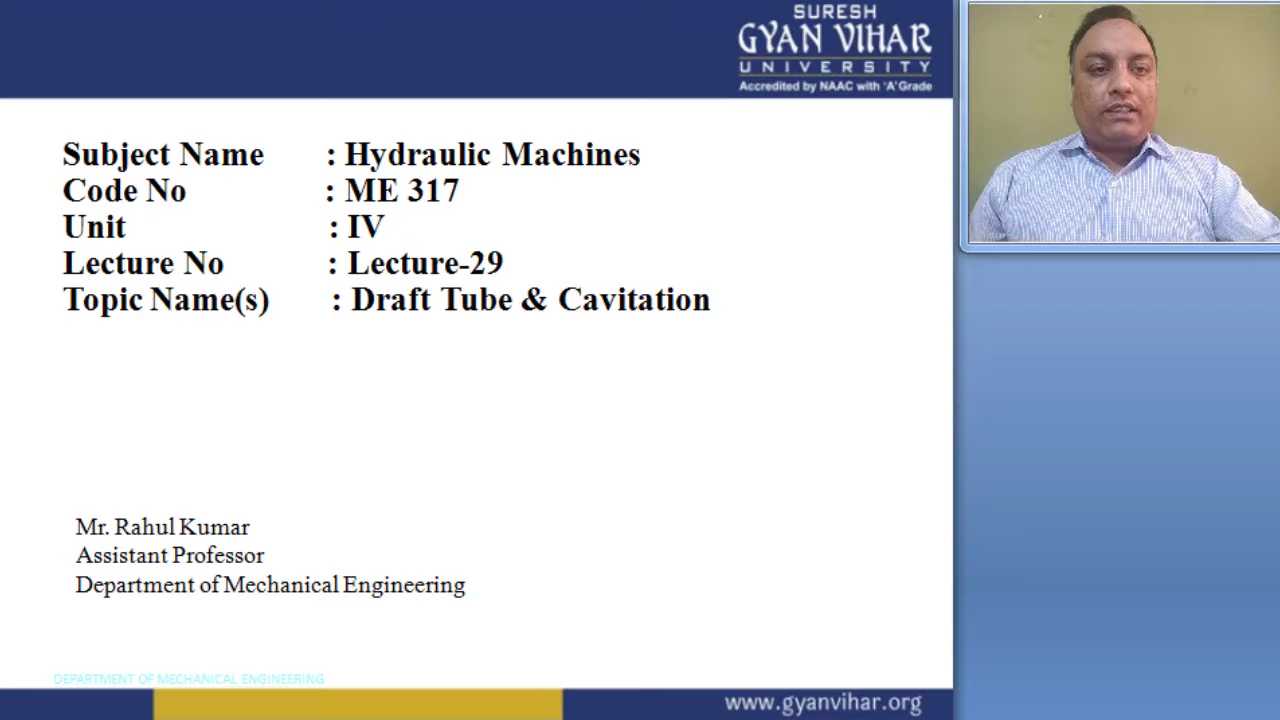 SURESH
GYAN VIHAR
UNIVERSITY
Accredited by NAAC with 'A' Grade
Subject Name : Hydraulic Machines
Code No : ME 317
Unit : IV
Lecture No : Lecture-29
Topic Name(s) : Draft Tube & Cavitation
Mr. Rahul Kumar
Assistant Professor
Department of Mechanical Engineering
DEPARTMENT OF MECHANICAL ENGINEERING
www.gyanvihar.org